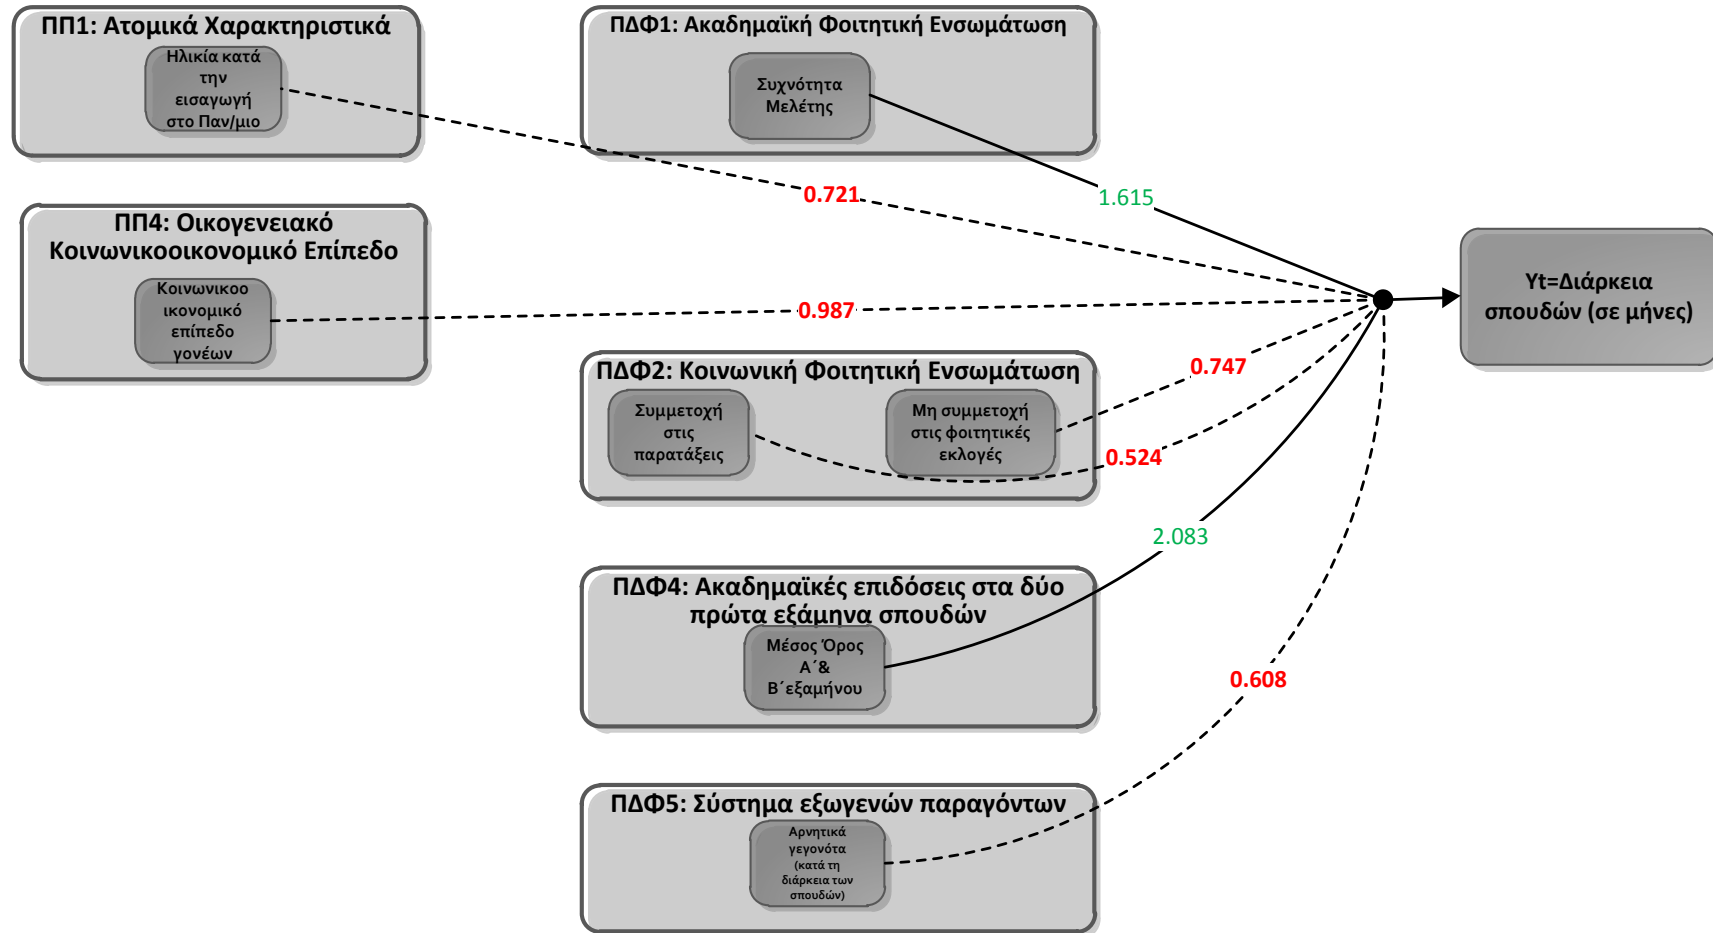 ΠΠ1: Ατομικά Χαρακτηριστικά
Ηλικία κατά
την
εισαγωγή
στο Παν/μιο
ΠΔΦ1: Ακαδημαϊκή Φοιτητική Ενσωμάτωση
Συχνότητα
Μελέτης
0.721
1.615
ΠΠ4: Οικογενειακό
Κοινωνικοοικονομικό Επίπεδο
Κοινωνικοο
ικονομικό
επίπεδο
γονέων
0.987
Yt=Διάρκεια
σπουδών (σε μήνες)
ΠΔΦ2: Κοινωνική Φοιτητική Ενσωμάτωση
Συμμετοχή
στις
παρατάξεις
Μη συμμετοχή
στις φοιτητικές
εκλογές
0.747
0.524
2.083
ΠΔΦ4: Ακαδημαϊκές επιδόσεις στα δύο
πρώτα εξάμηνα σπουδών
Μέσος Όρος
Α΄&
Β΄εξαμήνου
0.608
ΠΔΦ5: Σύστημα εξωγενών παραγόντων
Αρνητικά
γεγονότα
(κατά τη
διάρκεια των
σπουδών)